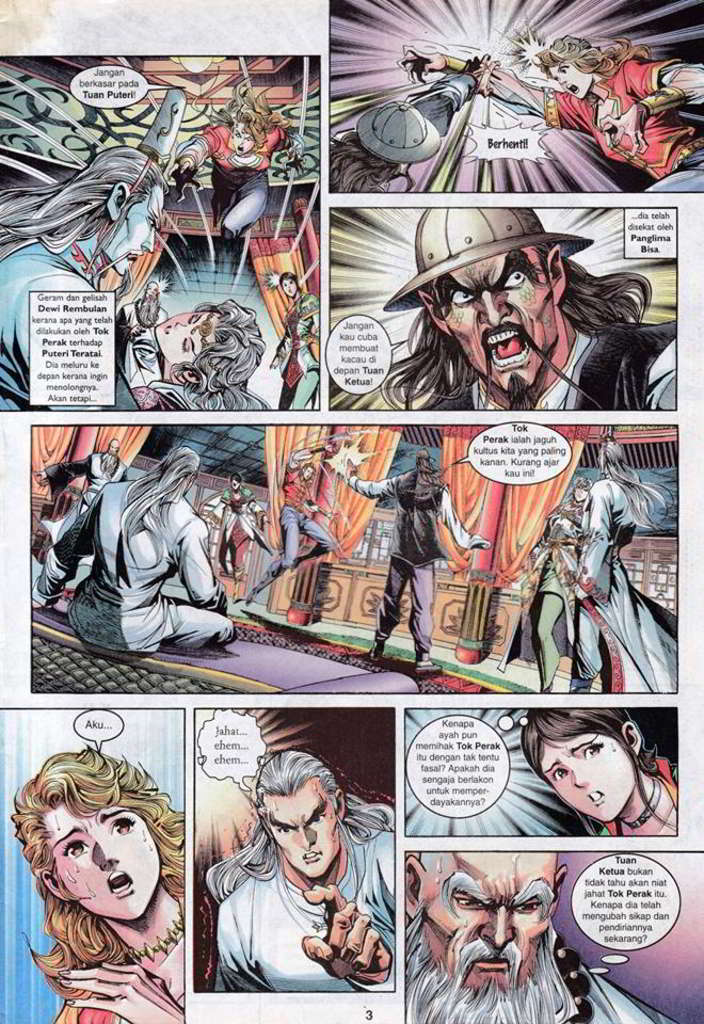 Jangan
berkasar pada
Tuan Puteri!
Geram dan gelisah
Dewi Rembulan
kerana apa yang telah
dilakukan oleh Tok
Perak terhadap
Puteri Teratai.
Dia meluru ke
depan kerana ingin
menolongnya.
Akan tetapi...
Berhenti!!
...dia telah
disekat oleh
Panglima
Bisa.
Jangan
kau cuba
membuat
kacau di
depan Tuan
Ketua!
Tok
Perak ialah jaguh
kultus kita yang paling
kanan. Kurang ajar
kau ini!
Aku...
Jahat...
ehem...
ehem...
Kenapa
ayah pun
memihak Tok Perak
itu dengan tak tentu
fasal? Apakah dia
sengaja berlakon
untuk memper-
dayakannya?
Tuan
Ketua bukan
tidak tahu akan niat
Tok Perak itu.
Kenapa dia telah
mengubah sikap dan
pendiriannya
sekarang?
3